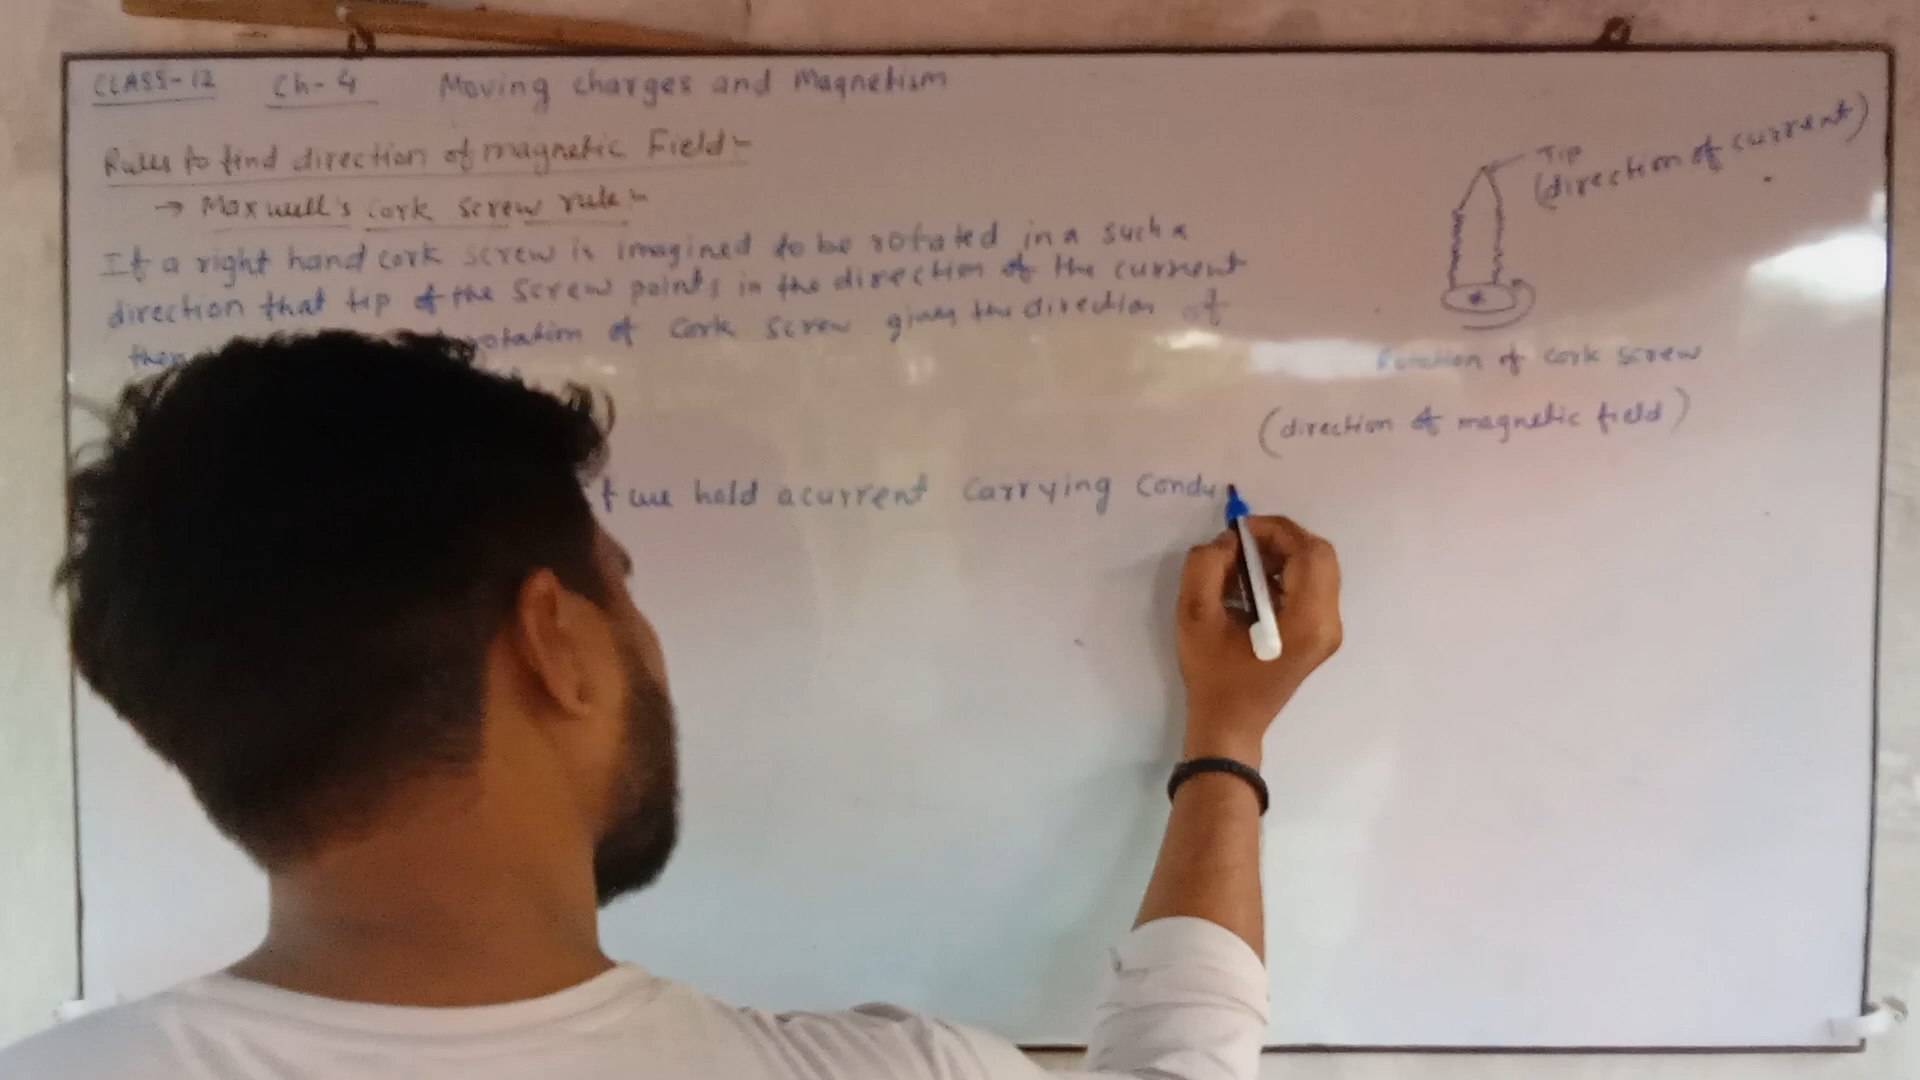 CLASS-12 Ch-4 Moving charges and Magnetism
Rules to find direction of magnetic Field:-
→ Maxwell's cork screw rule:-
If a right hand cork screw is imagined to be rotated in a such a
direction that tip of the screw points in the direction of the current
then rotation of cork screw gives the direction of
we hold a current carrying condu
Tip
(direction of current)
of cork screw
(direction of magnetic field)